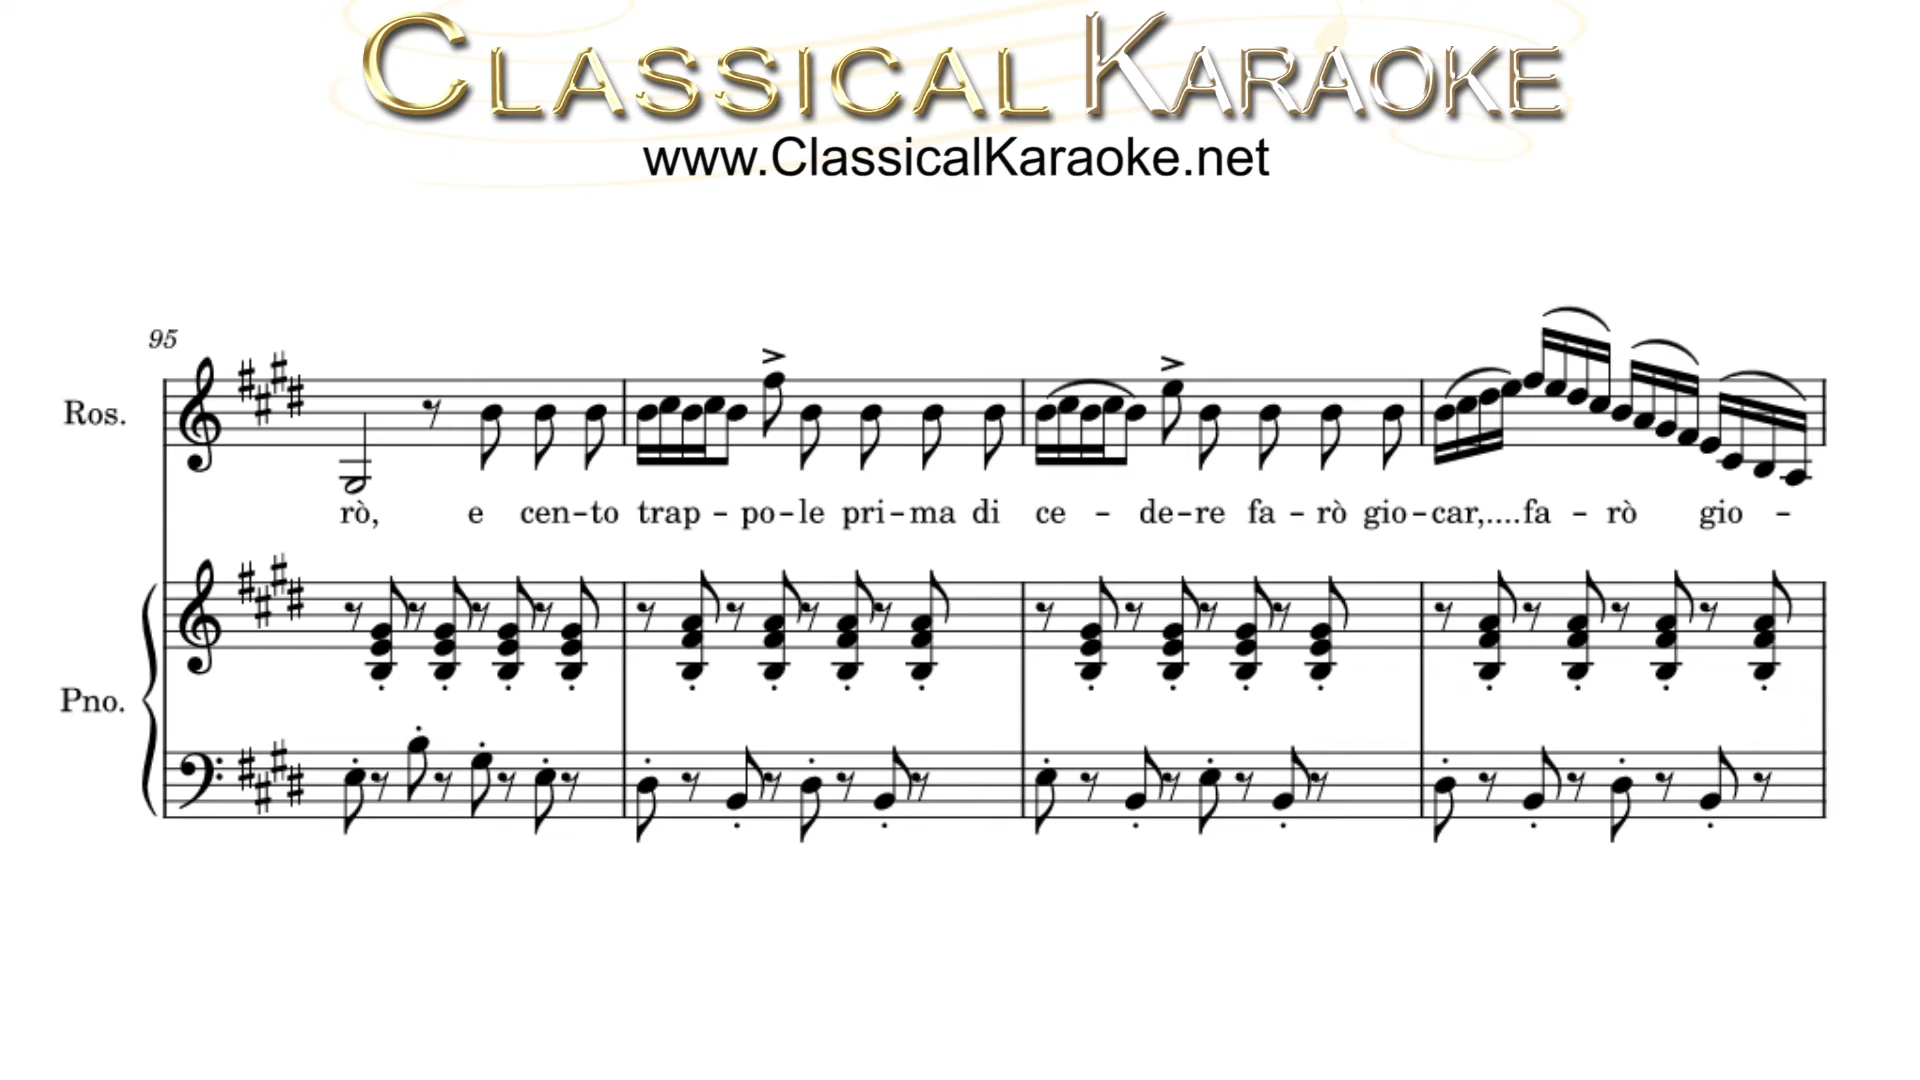 CLASSICAL KARAOKE
www.ClassicalKaraoke.net
95
Ros.
rò, e cen-to trap - po-le pri-ma di ce - de-re fa - rò gio-car,....fa - rò gio -
Pno.